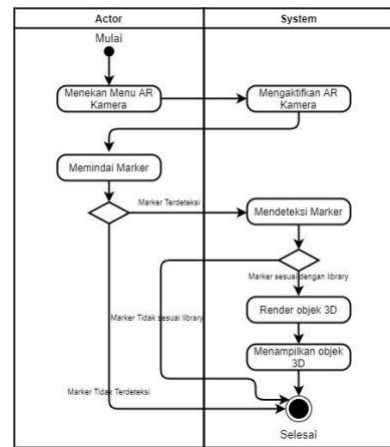 Actor
System
Mulai
Menekan Menu AR
Kamera
Mengaktifkan AR
Kamera
Memindai Marker
Marker Terdeteksi
Mendeteksi Marker
Marker sesuai dengan library
Render objek 3D
Marker Tidak sesuai library
Menampilkan objek
3D
Marker Tidak Terdeteksi
Selesai